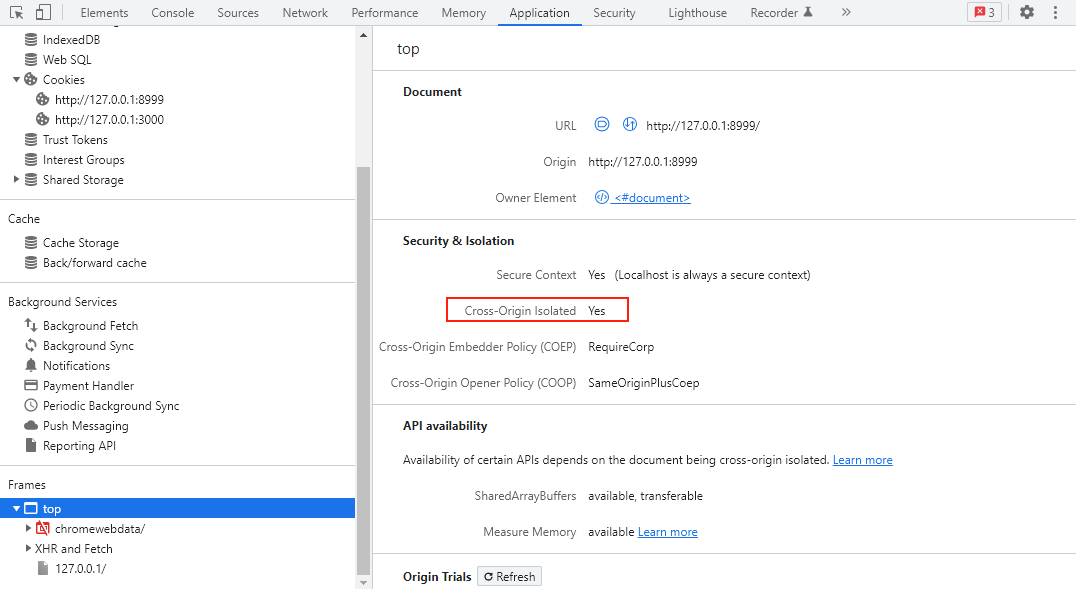 Elements Console Sources Network Performance Memory Application Security Lighthouse Recorder 3
IndexedDB
Web SQL
Cookies
http://127.0.0.1:8999
http://127.0.0.1:3000
Trust Tokens
Interest Groups
Shared Storage
Cache
Cache Storage
Back/forward cache
Background Services
Background Fetch
Background Sync
Notifications
Payment Handler
Periodic Background Sync
Push Messaging
Reporting API
Frames
top
chromewebdata/
XHR and Fetch
127.0.0.1/
top
Document
URL http://127.0.0.1:8999/
Origin http://127.0.0.1:8999
Owner Element <#document>
Security & Isolation
Secure Context Yes (Localhost is always a secure context)
Cross-Origin Isolated Yes
Cross-Origin Embedder Policy (COEP) RequireCorp
Cross-Origin Opener Policy (COOP) SameOriginPlusCoep
API availability
Availability of certain APIs depends on the document being cross-origin isolated. Learn more
SharedArrayBuffers available, transferable
Measure Memory available Learn more
Origin Trials Refresh